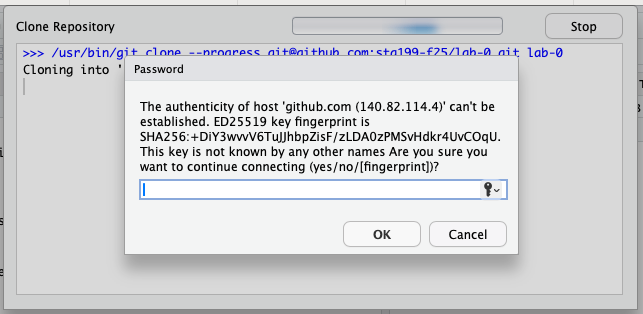 Clone Repository
Stop
>>> /usr/bin/git clone --progress git@github.com:sta199-f25/lab-0.git lab-0
Cloning into '
Password
The authenticity of host 'github.com (140.82.114.4)' can't be
established. ED25519 key fingerprint is
SHA256:+DiY3wvvV6TuJJhbpZisF/zLDA0zPMSvHdkr4UvCOqU.
This key is not known by any other names Are you sure you
want to continue connecting (yes/no/[fingerprint])?
OK
Cancel